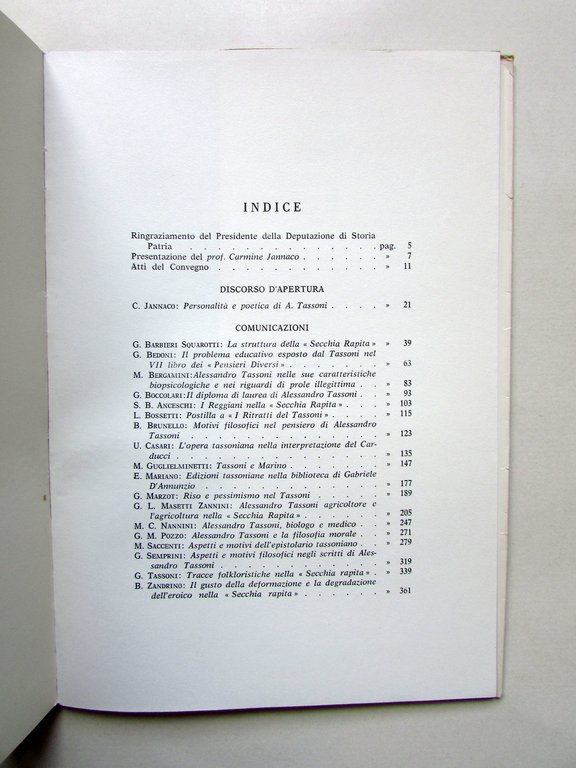 INDICE
Ringraziamento del Presidente della Deputazione di Storia
Patria . . . . . . . . . . . . . pag. 5
Presentazione del prof. Carmine Jannaco . . . . . » 7
Atti del Convegno . . . . . . . . . . . » 11
DISCORSO D'APERTURA
C. JANNACO: Personalità e poetica di A. Tassoni . . . . » 21
COMUNICAZIONI
G. BARBIERI SQUAROTTI: La struttura della « Secchia Rapita » » 39
G. BEDONI: Il problema educativo esposto dal Tassoni nel
VII libro dei « Pensieri Diversi » . . . . . . » 63
M. BERGAMINI: Alessandro Tassoni nelle sue caratteristiche
biopsicologiche e nei riguardi di prole illegittima . . » 83
G. BOCCOLARI: Il diploma di laurea di Alessandro Tassoni . » 93
S. B. ANCESCHI: I Reggiani nella « Secchia Rapita » . . . » 103
L. BOSSETTI: Postilla a « I Ritratti del Tassoni » . . . . » 115
B. BRUNELLO: Motivi filosofici nel pensiero di Alessandro
Tassoni . . . . . . . . . . . . » 123
U. CASARI: L'opera tassoniana nella interpretazione del Car-
ducci . . . . . . . . . . . . . » 135
M. GUGLIELMINETTI: Tassoni e Marino . . . . . . » 147
E. MARIANO: Edizioni tassoniane nella biblioteca di Gabriele
D'Annunzio . . . . . . . . . . . » 177
G. MARZOT: Riso e pessimismo nel Tassoni . . . . . » 189
G. L. MASETTI ZANNINI: Alessandro Tassoni agricoltore e
l'agricoltura nella « Secchia Rapita » . . . . . » 205
M. C. NANNINI: Alessandro Tassoni, biologo e medico . . » 247
G. M. POZZO: Alessandro Tassoni e la filosofia morale . . » 271
M. SACCENTI: Aspetti e motivi dell'epistolario tassoniano . » 279
G. SEMPRINI: Aspetti e motivi filosofici negli scritti di Ales-
sandro Tassoni . . . . . . . . . . » 319
G. TASSONI: Tracce folkloristiche nella « Secchia rapita » . » 339
B. ZANDRINO: Il gusto della deformazione e la degradazione
dell'eroico nella « Secchia rapita » . . . . . . » 361